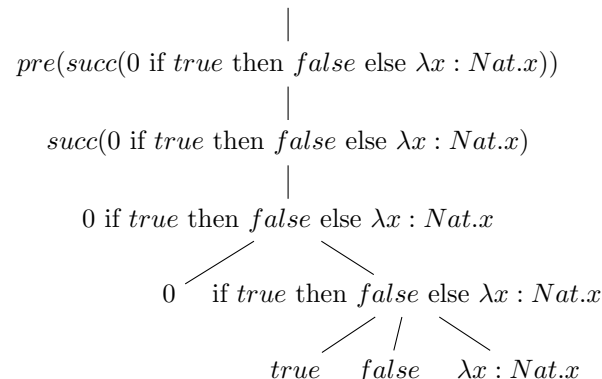 pre(succ(0 if true then false else λx : Nat.x))
succ(0 if true then false else λx : Nat.x)
0 if true then false else λx : Nat.x
0 if true then false else λx : Nat.x
true false λx : Nat.x